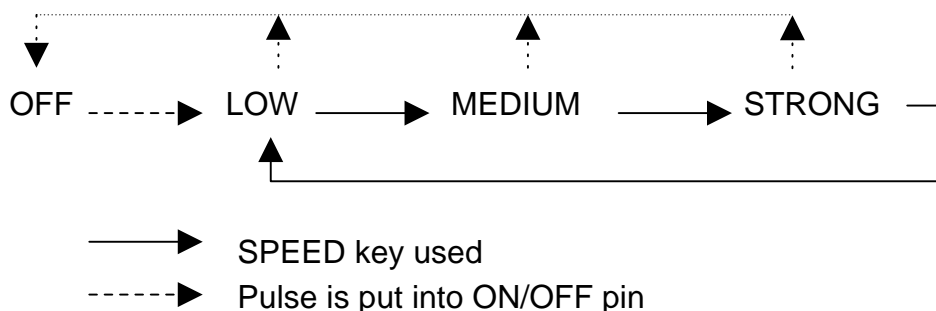 OFF LOW MEDIUM STRONG
SPEED key used
Pulse is put into ON/OFF pin